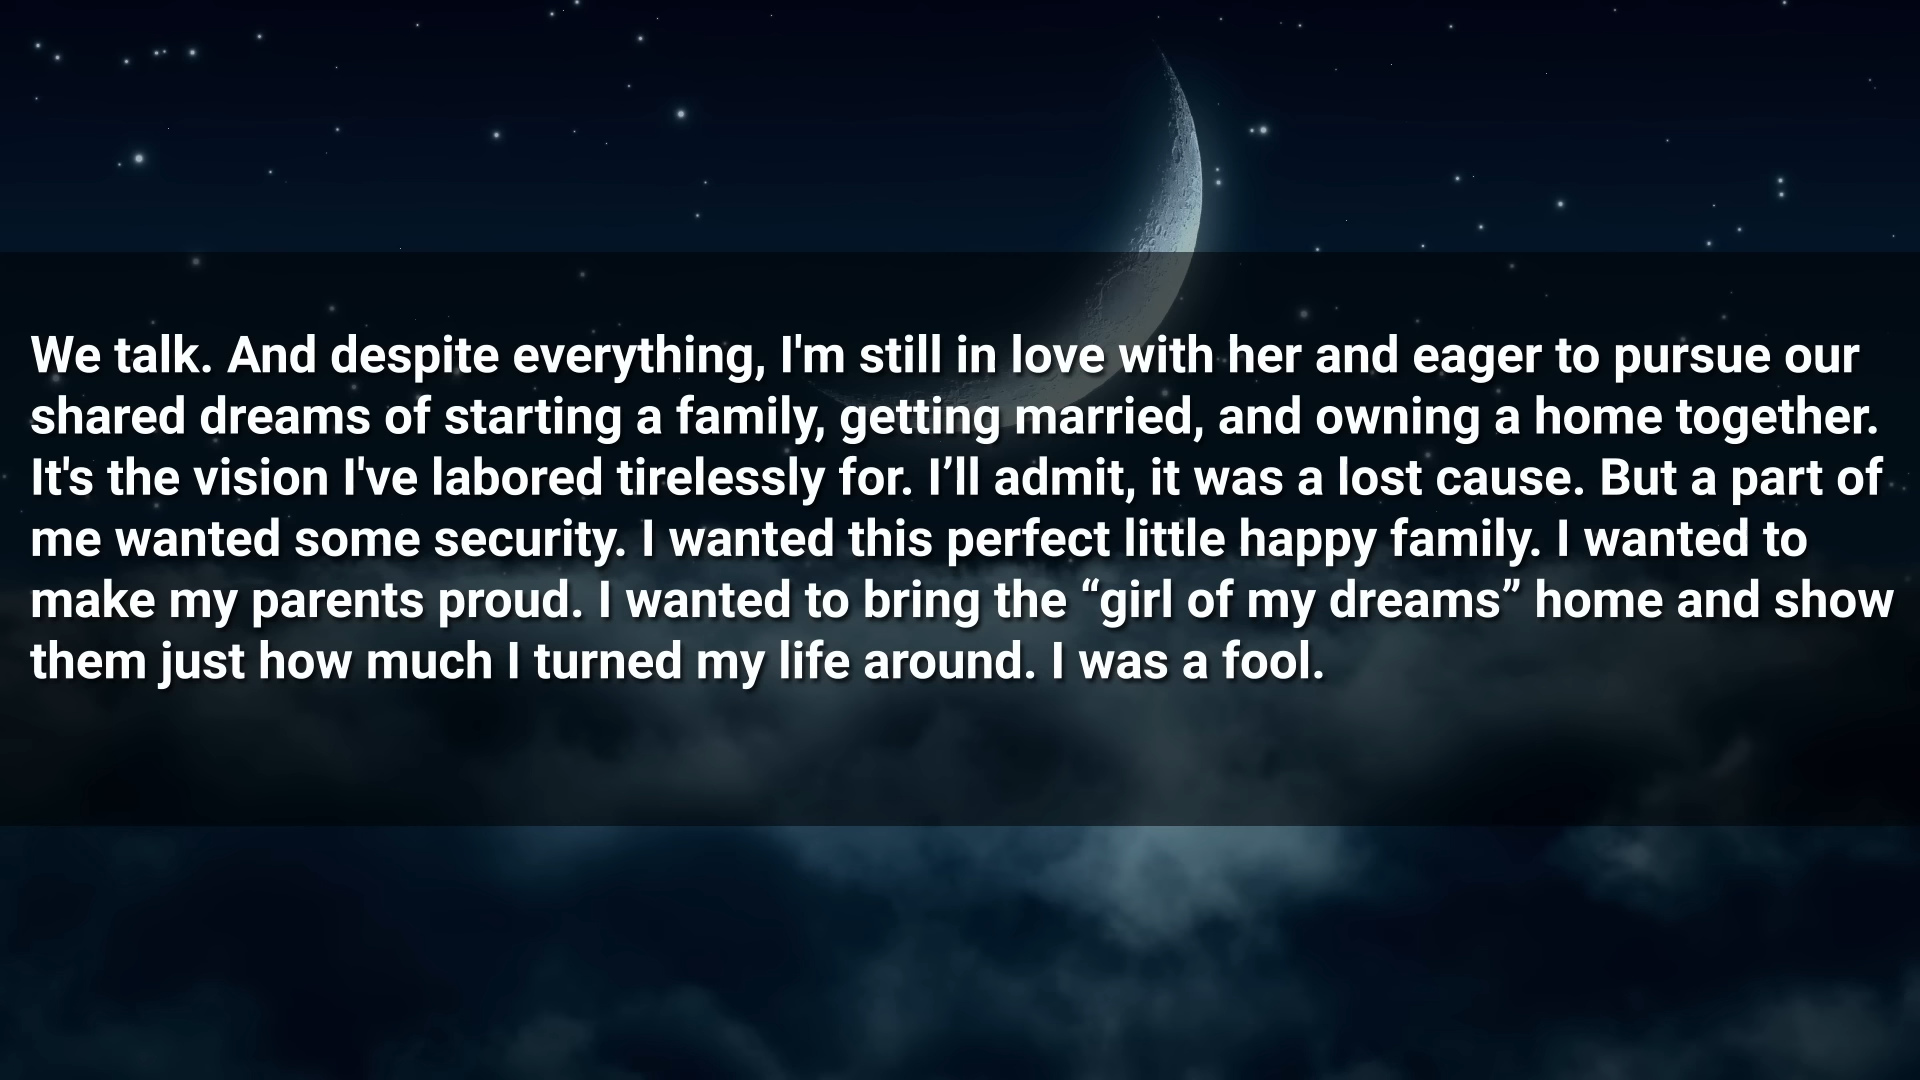 We talk. And despite everything, I'm still in love with her and eager to pursue our
shared dreams of starting a family, getting married, and owning a home together.
It's the vision I've labored tirelessly for. I’ll admit, it was a lost cause. But a part of
me wanted some security. I wanted this perfect little happy family. I wanted to
make my parents proud. I wanted to bring the “girl of my dreams” home and show
them just how much I turned my life around. I was a fool.